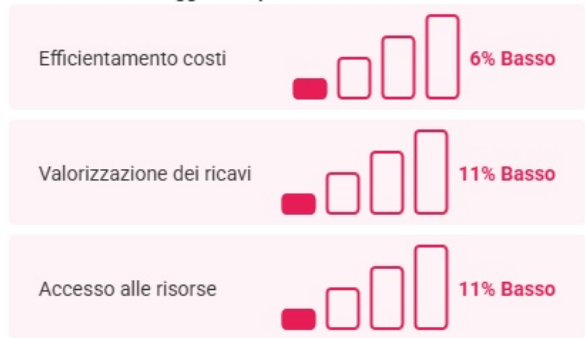 Efficientamento costi
6% Basso
Valorizzazione dei ricavi
11% Basso
Accesso alle risorse
11% Basso